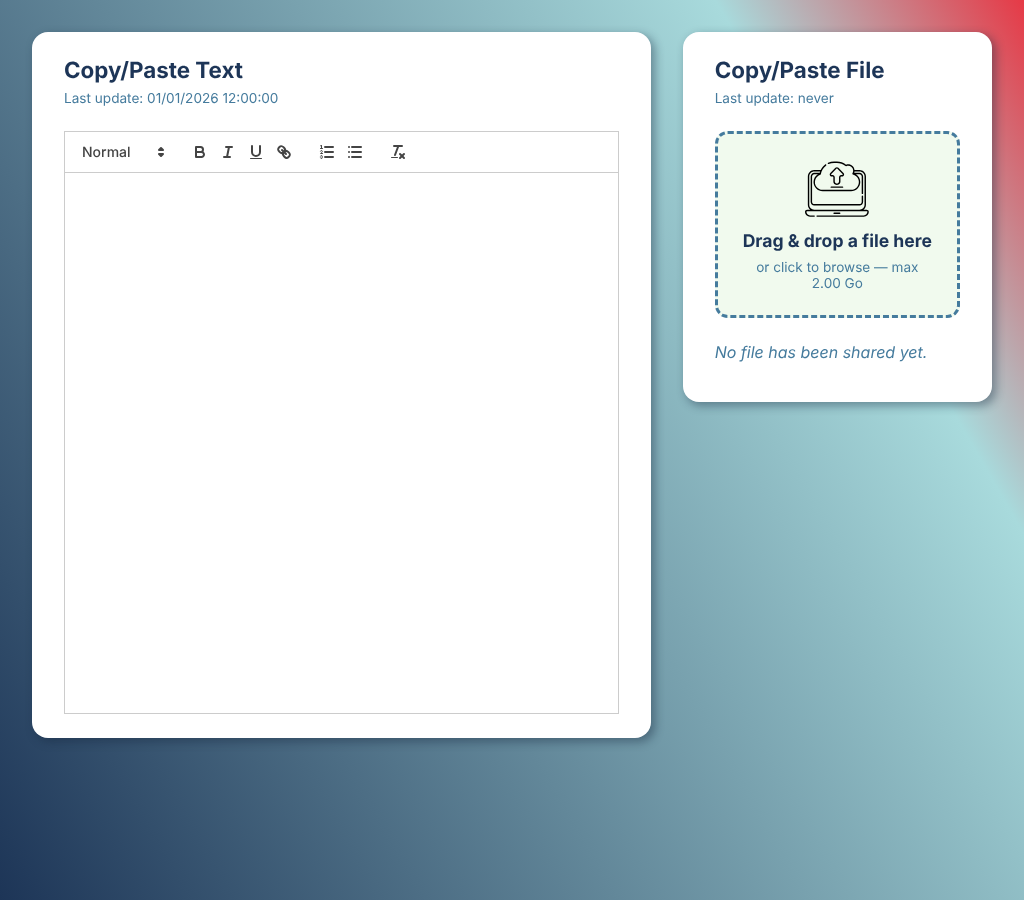 Copy/Paste Text
Last update: 01/01/2026 12:00:00
Normal
Copy/Paste File
Last update: never
Drag & drop a file here
or click to browse — max
2.00 Go
No file has been shared yet.